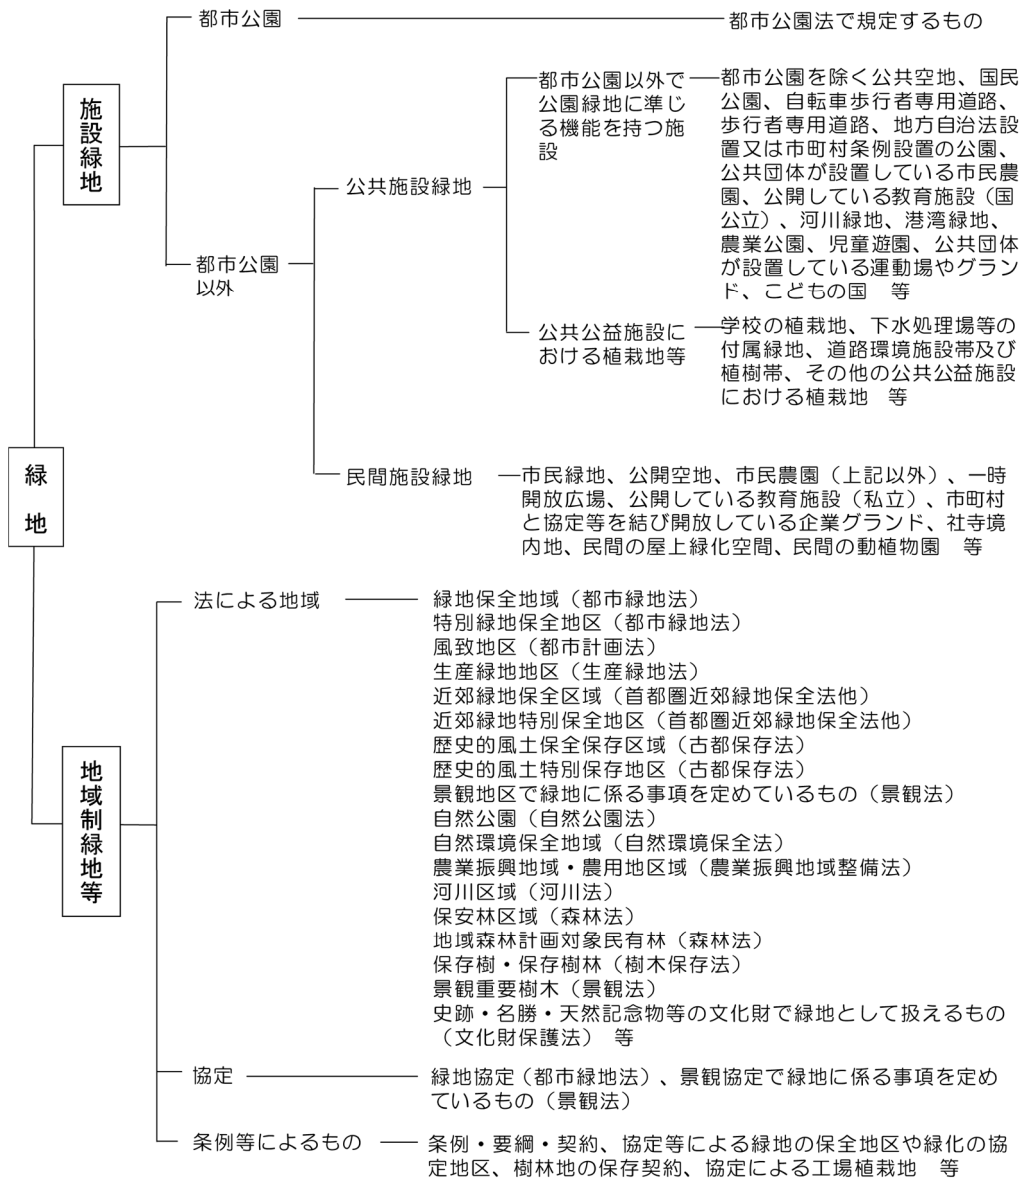 緑地
施設緑地
都市公園
都市公園法で規定するもの
都市公園
以外
公共施設緑地
都市公園以外で
公園緑地に準じ
る機能を持つ施
設
都市公園を除く公共空地、国民
公園、自転車歩行者専用道路、
歩行者専用道路、地方自治法設
置又は市町村条例設置の公園、
公共団体が設置している市民農
園、公開している教育施設（国
公立）、河川緑地、港湾緑地、
農業公園、児童遊園、公共団体
が設置している運動場やグラン
ド、こどもの国　等
公共公益施設に
おける植栽地等
学校の植栽地、下水処理場等の
付属緑地、道路環境施設帯及び
植樹帯、その他の公共公益施設
における植栽地　等
民間施設緑地
市民緑地、公開空地、市民農園（上記以外）、一時
開放広場、公開している教育施設（私立）、市町村
と協定等を結び開放している企業グランド、社寺境
内地、民間の屋上緑化空間、民間の動植物園　等
地域制緑地等
法による地域
緑地保全地域（都市緑地法）
特別緑地保全地区（都市緑地法）
風致地区（都市計画法）
生産緑地地区（生産緑地法）
近郊緑地保全区域（首都圏近郊緑地保全法他）
近郊緑地特別保全地区（首都圏近郊緑地保全法他）
歴史的風土保全保存区域（古都保存法）
歴史的風土特別保存地区（古都保存法）
景観地区で緑地に係る事項を定めているもの（景観法）
自然公園（自然公園法）
自然環境保全地域（自然環境保全法）
農業振興地域・農用地区域（農業振興地域整備法）
河川区域（河川法）
保安林区域（森林法）
地域森林計画対象民有林（森林法）
保存樹・保存樹林（樹木保存法）
景観重要樹木（景観法）
史跡・名勝・天然記念物等の文化財で緑地として扱えるもの
（文化財保護法）　等
協定
緑地協定（都市緑地法）、景観協定で緑地に係る事項を定め
ているもの（景観法）
条例等によるもの
条例・要綱・契約、協定等による緑地の保全地区や緑化の協
定地区、樹林地の保存契約、協定による工場植栽地　等